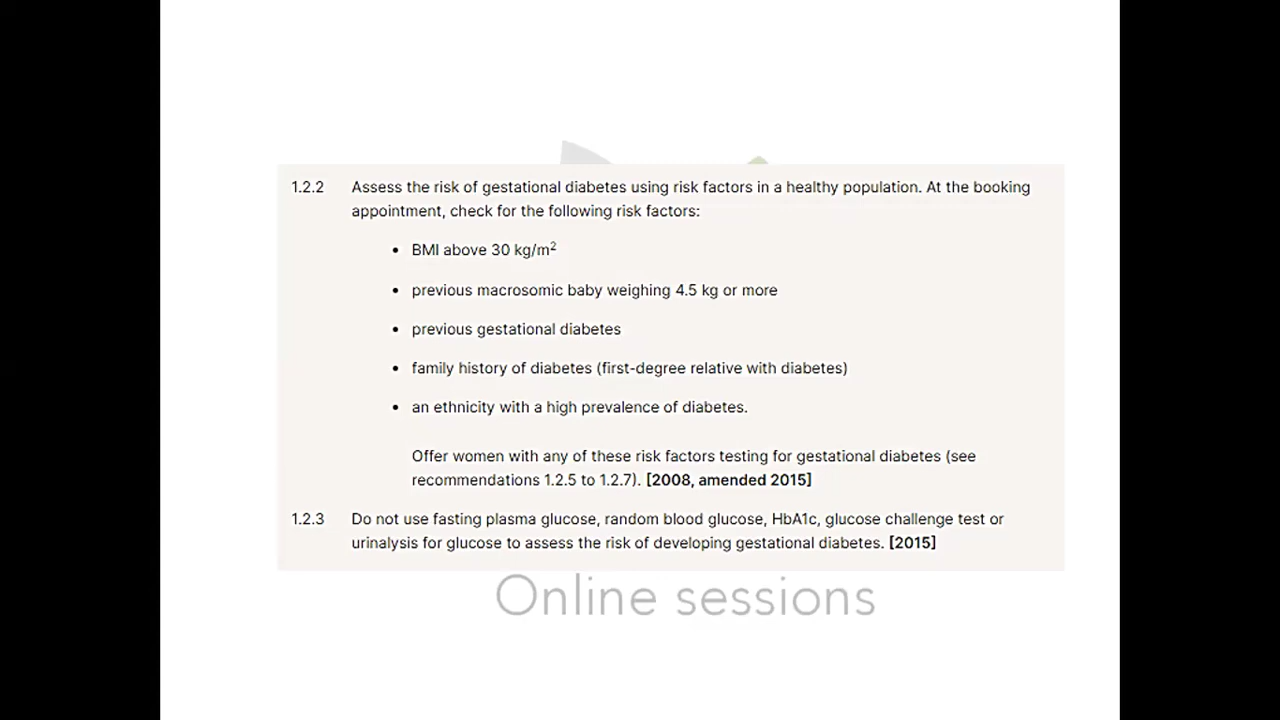 1.2.2 Assess the risk of gestational diabetes using risk factors in a healthy population. At the booking
appointment, check for the following risk factors:
• BMI above 30 kg/m²
• previous macrosomic baby weighing 4.5 kg or more
• previous gestational diabetes
• family history of diabetes (first-degree relative with diabetes)
• an ethnicity with a high prevalence of diabetes.
Offer women with any of these risk factors testing for gestational diabetes (see
recommendations 1.2.5 to 1.2.7). [2008, amended 2015]
1.2.3 Do not use fasting plasma glucose, random blood glucose, HbA1c, glucose challenge test or
urinalysis for glucose to assess the risk of developing gestational diabetes. [2015]
Online sessions